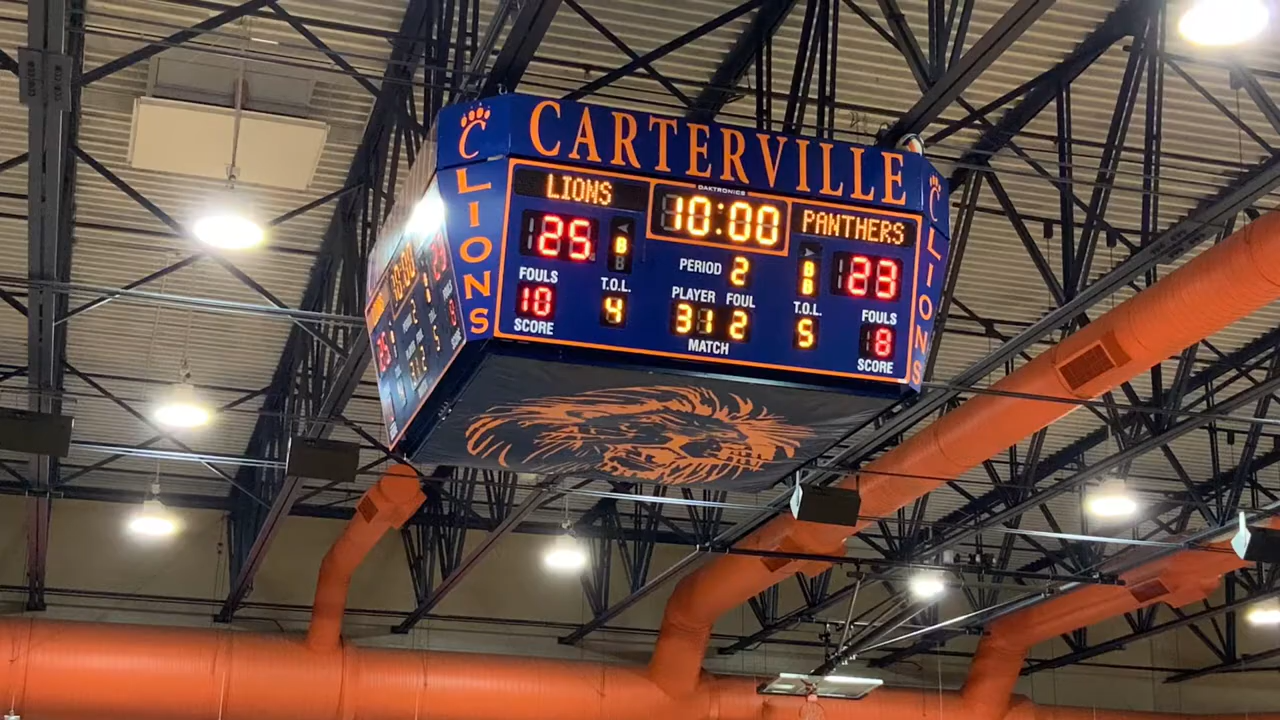 CARTERVILLE
C LIONS
DAKTRONICS
LIONS 10:00 PANTHERS
25 B PERIOD 2 B B 23
FOULS T.O.L. PLAYER FOUL T.O.L. FOULS
10 4 31 2 5 8
SCORE MATCH SCORE
C LIONS